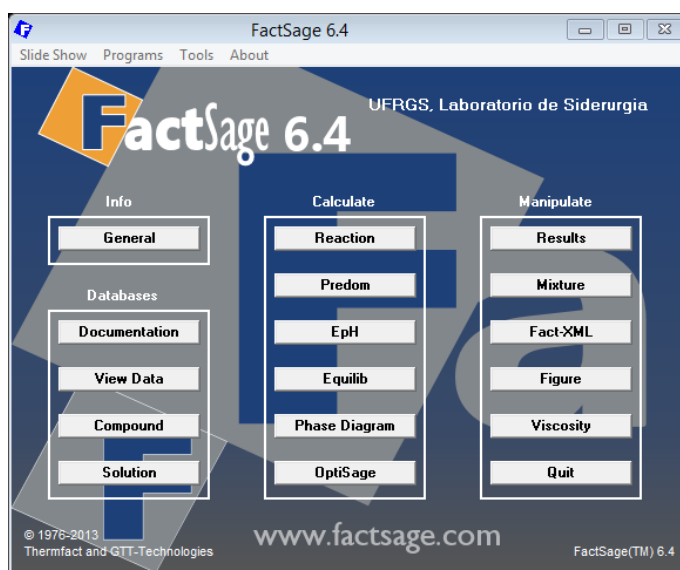 FactSage 6.4
Slide Show Programs Tools About
FactSage 6.4
UFRGS, Laboratorio de Siderurgia
Info
General
Databases
Documentation
View Data
Compound
Solution
Calculate
Reaction
Predom
EpH
Equilib
Phase Diagram
OptiSage
Manipulate
Results
Mixture
Fact-XML
Figure
Viscosity
Quit
© 1976-2013
Thermfact and GTT-Technologies
www.factsage.com
FactSage(TM) 6.4